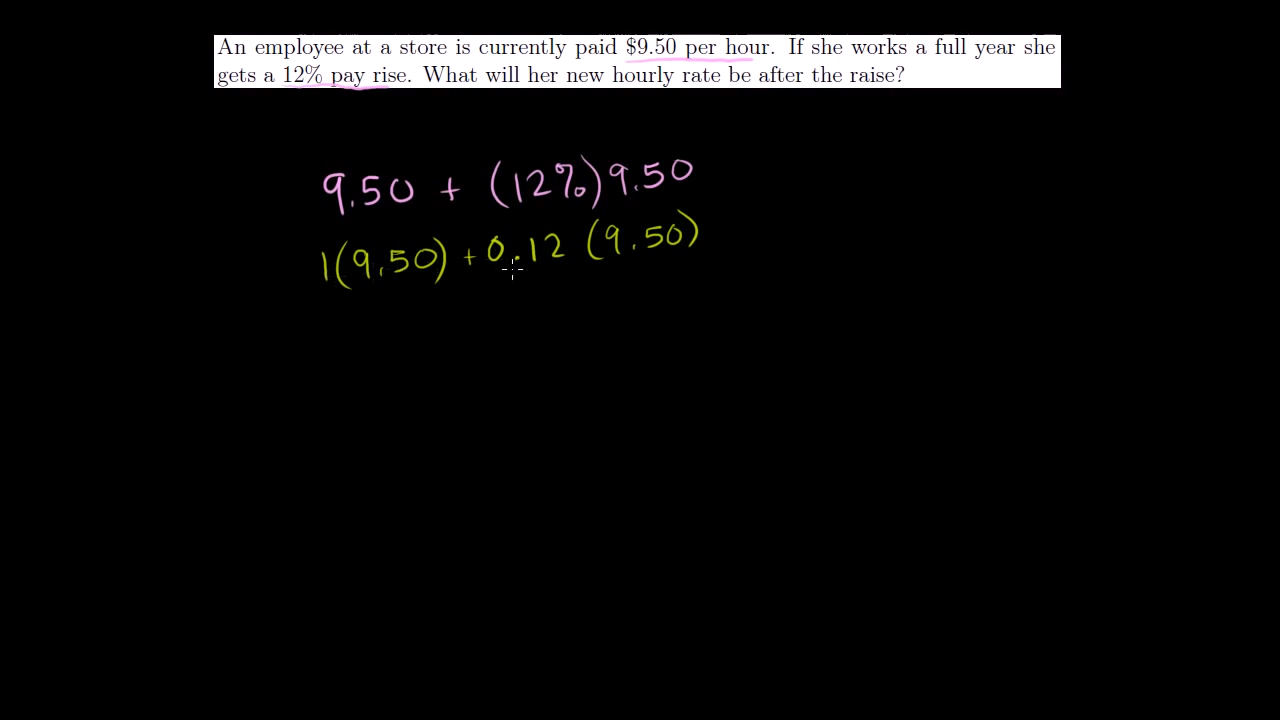 An employee at a store is currently paid $9.50 per hour. If she works a full year she
gets a 12% pay rise. What will her new hourly rate be after the raise?
9.50 + (12%) 9.50
1(9.50) + 0.12 (9.50)